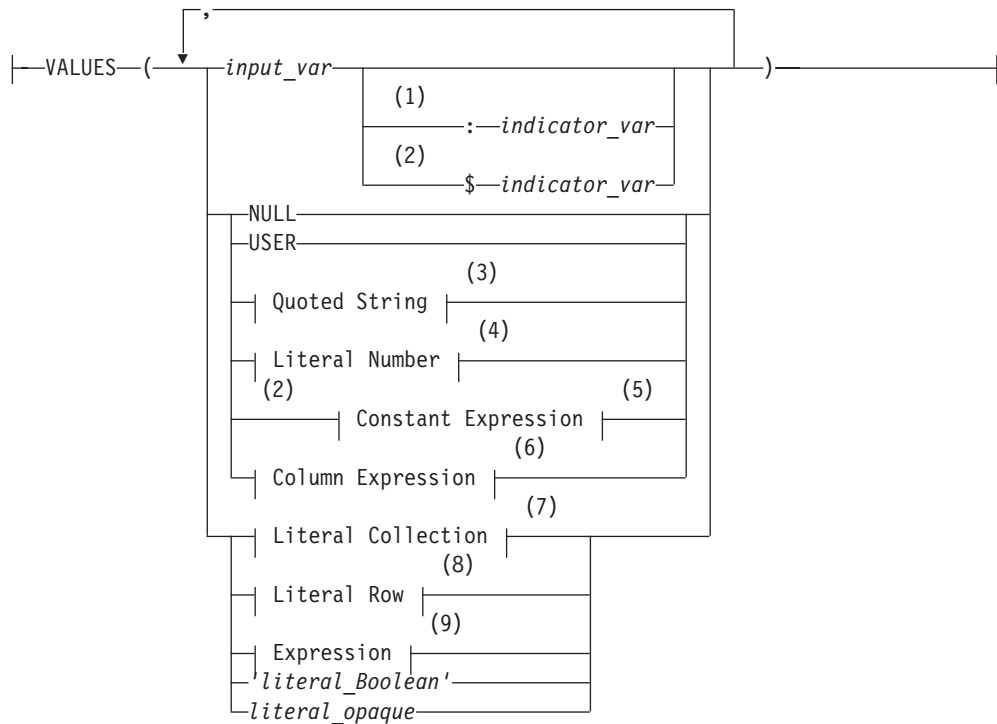 ,
VALUES ( input_var )
(1)
: indicator_var
(2)
$ indicator_var
NULL
USER
(3)
Quoted String
(4)
Literal Number
(2) (5)
Constant Expression
(6)
Column Expression
(7)
Literal Collection
(8)
Literal Row
(9)
Expression
'literal_Boolean'
literal_opaque